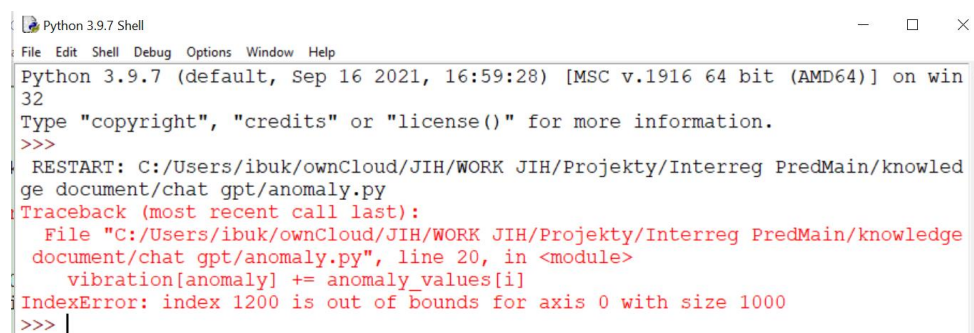 Python 3.9.7 Shell
File Edit Shell Debug Options Window Help
Python 3.9.7 (default, Sep 16 2021, 16:59:28) [MSC v.1916 64 bit (AMD64)] on win
32
Type "copyright", "credits" or "license()" for more information.
>>>
 RESTART: C:/Users/ibuk/ownCloud/JIH/WORK JIH/Projekty/Interreg PredMain/knowled
ge document/chat gpt/anomaly.py
Traceback (most recent call last):
  File "C:/Users/ibuk/ownCloud/JIH/WORK JIH/Projekty/Interreg PredMain/knowledge
 document/chat gpt/anomaly.py", line 20, in <module>
    vibration[anomaly] += anomaly_values[i]
IndexError: index 1200 is out of bounds for axis 0 with size 1000
>>>